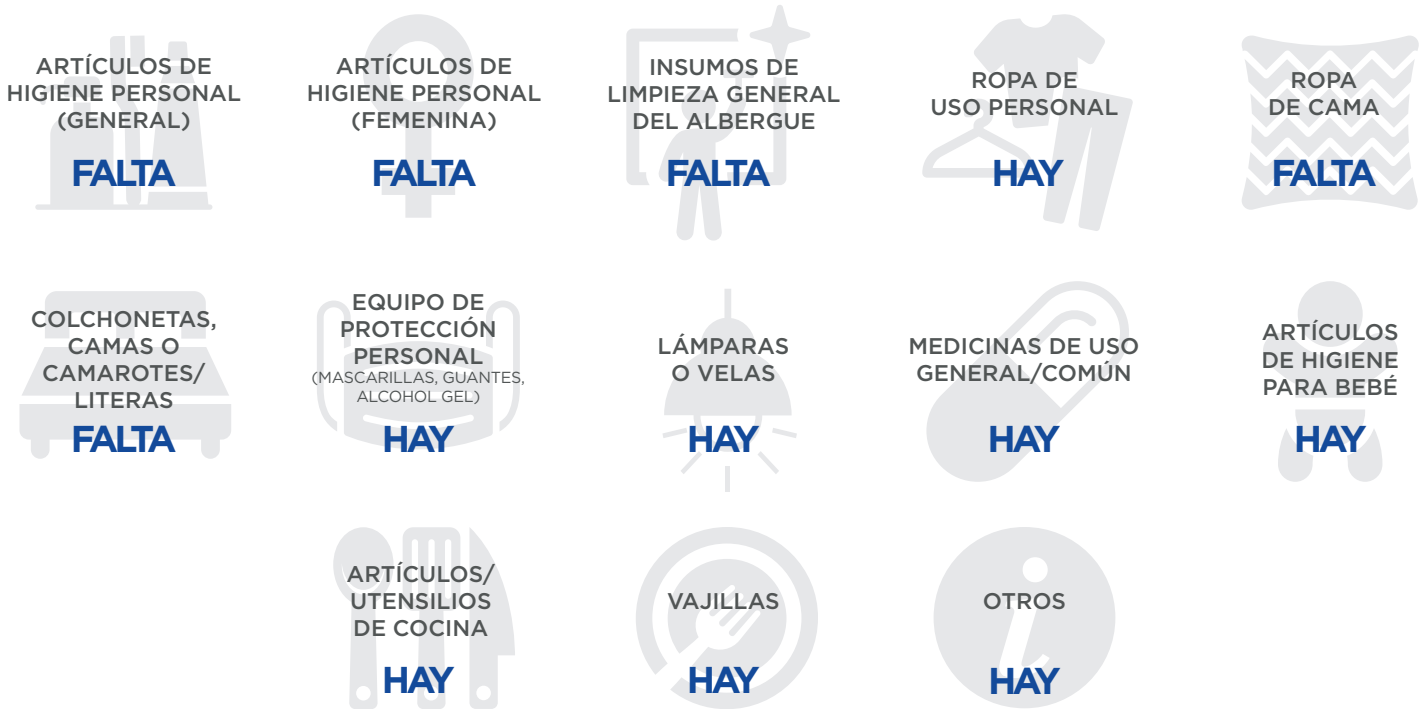 ARTÍCULOS DE
HIGIENE PERSONAL
(GENERAL)
FALTA
ARTÍCULOS DE
HIGIENE PERSONAL
(FEMENINA)
FALTA
INSUMOS DE
LIMPIEZA GENERAL
DEL ALBERGUE
FALTA
ROPA DE
USO PERSONAL
HAY
ROPA
DE CAMA
FALTA
COLCHONETAS,
CAMAS O
CAMAROTES/
LITERAS
FALTA
EQUIPO DE
PROTECCIÓN
PERSONAL
(MASCARILLAS, GUANTES,
ALCOHOL GEL)
HAY
LÁMPARAS
O VELAS
HAY
MEDICINAS DE USO
GENERAL/COMÚN
HAY
ARTÍCULOS
DE HIGIENE
PARA BEBÉ
HAY
ARTÍCULOS/
UTENSILIOS
DE COCINA
HAY
VAJILLAS
HAY
OTROS
HAY